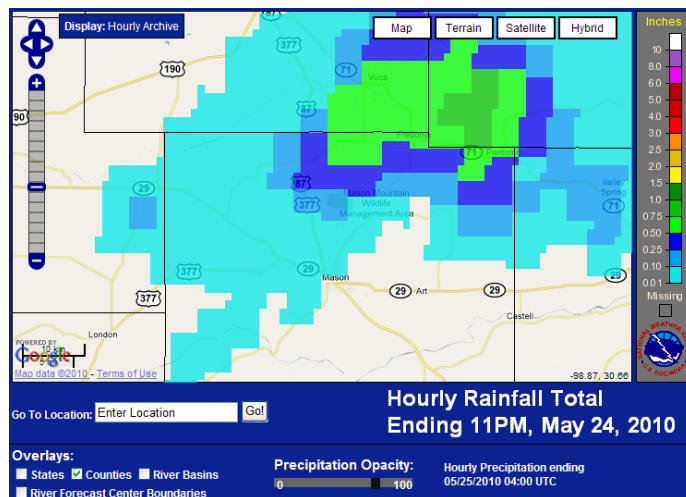 Display: Hourly Archive
Map Terrain Satellite Hybrid
Inches
87
377
190
71
Voca
10
8.0
6.0
5.0
4.0
3.0
2.5
2.0
1.5
1.0
0.75
0.50
0.25
0.10
0.01
Missing
90
87
Fredonia
71 Pontotoc
29
87
377
Mason Mountain
Wildlife
Management Area
Valley
Spring
71
377
29
Mason
29
Art
29
29
377
Castell
London
POWERED BY
Google
10 km
Map data ©2010 - Terms of Use
-98.87, 30.66
Go To Location: Enter Location Go!
Hourly Rainfall Total
Ending 11PM, May 24, 2010
Overlays:
States Counties River Basins
River Forecast Center Boundaries
Precipitation Opacity:
0 100
Hourly Precipitation ending
05/25/2010 04:00 UTC